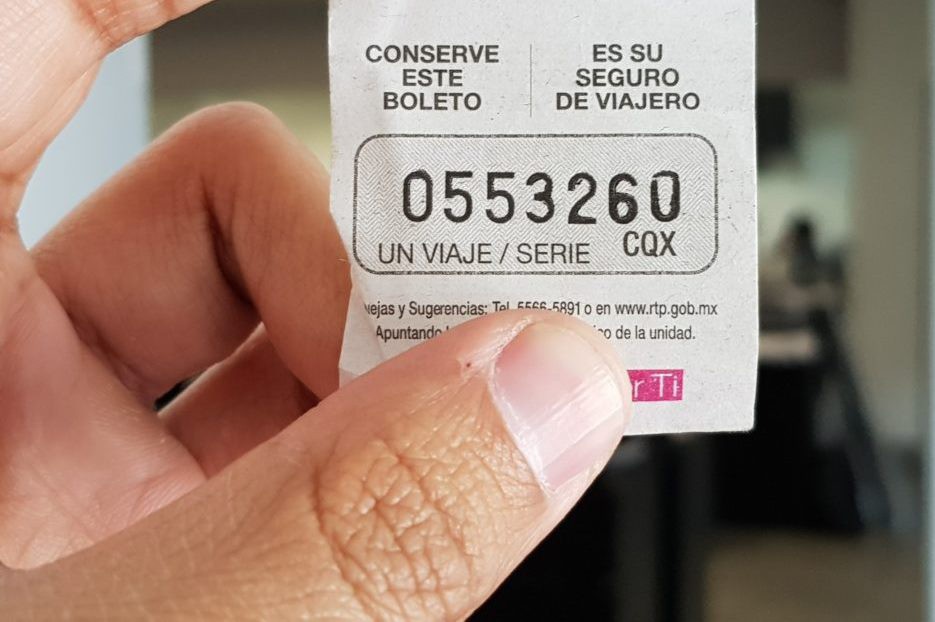 CONSERVE
ESTE
BOLETO
ES SU
SEGURO
DE VIAJERO
0553260
UN VIAJE / SERIE CQX
y Sugerencias: Tel. 5566-5891 o en www.rtp.gob.mx
Apuntando de la unidad.
Ti